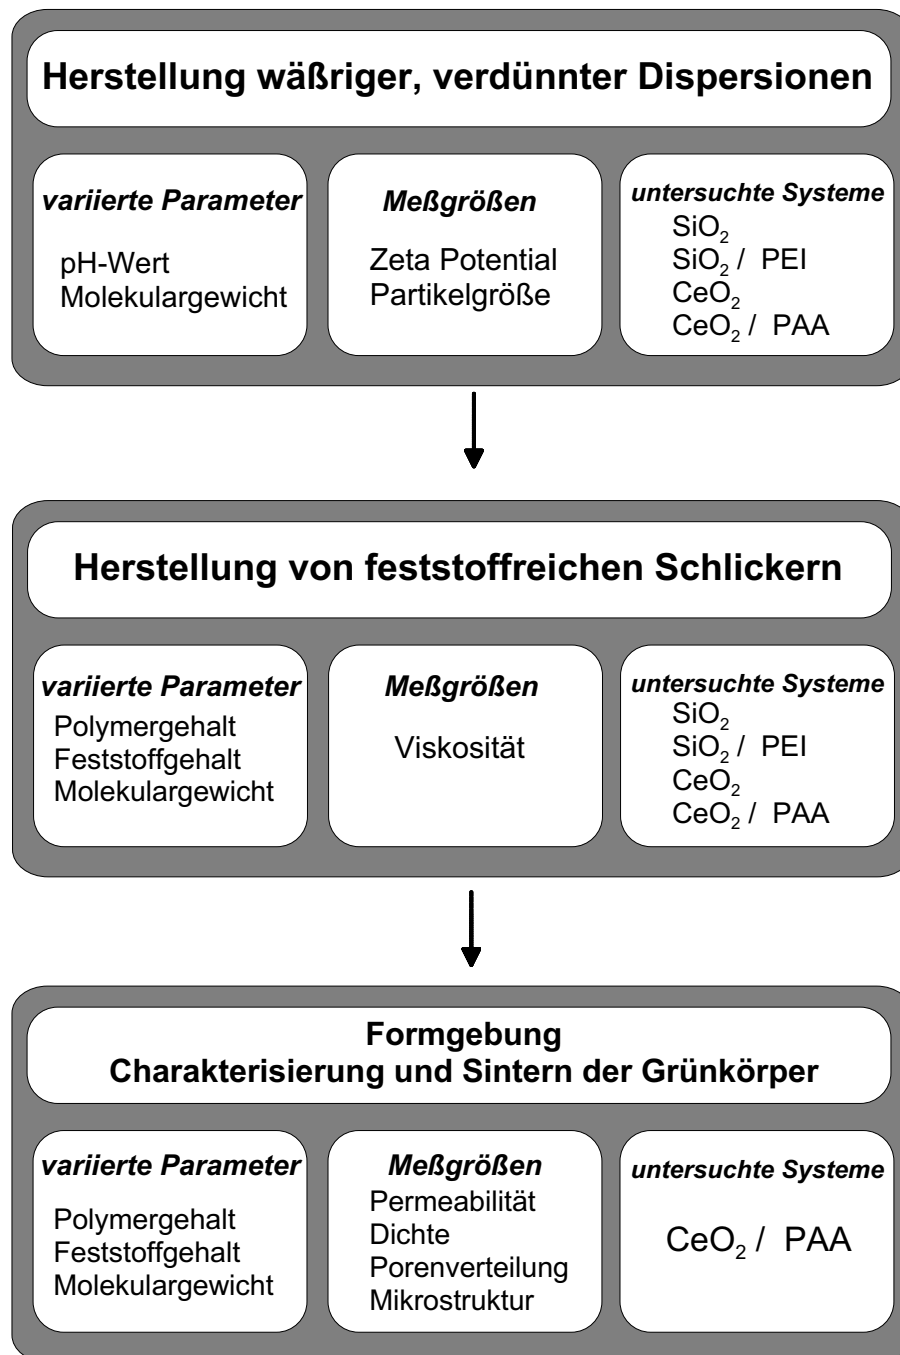 Herstellung wäßriger, verdünnter Dispersionen
variierte Parameter
pH-Wert
Molekulargewicht
Meßgrößen
Zeta Potential
Partikelgröße
untersuchte Systeme
SiO₂
SiO₂ / PEI
CeO₂
CeO₂ / PAA
Herstellung von feststoffreichen Schlickern
variierte Parameter
Polymergehalt
Feststoffgehalt
Molekulargewicht
Meßgrößen
Viskosität
untersuchte Systeme
SiO₂
SiO₂ / PEI
CeO₂
CeO₂ / PAA
Formgebung
Charakterisierung und Sintern der Grünkörper
variierte Parameter
Polymergehalt
Feststoffgehalt
Molekulargewicht
Meßgrößen
Permeabilität
Dichte
Porenverteilung
Mikrostruktur
untersuchte Systeme
CeO₂ / PAA